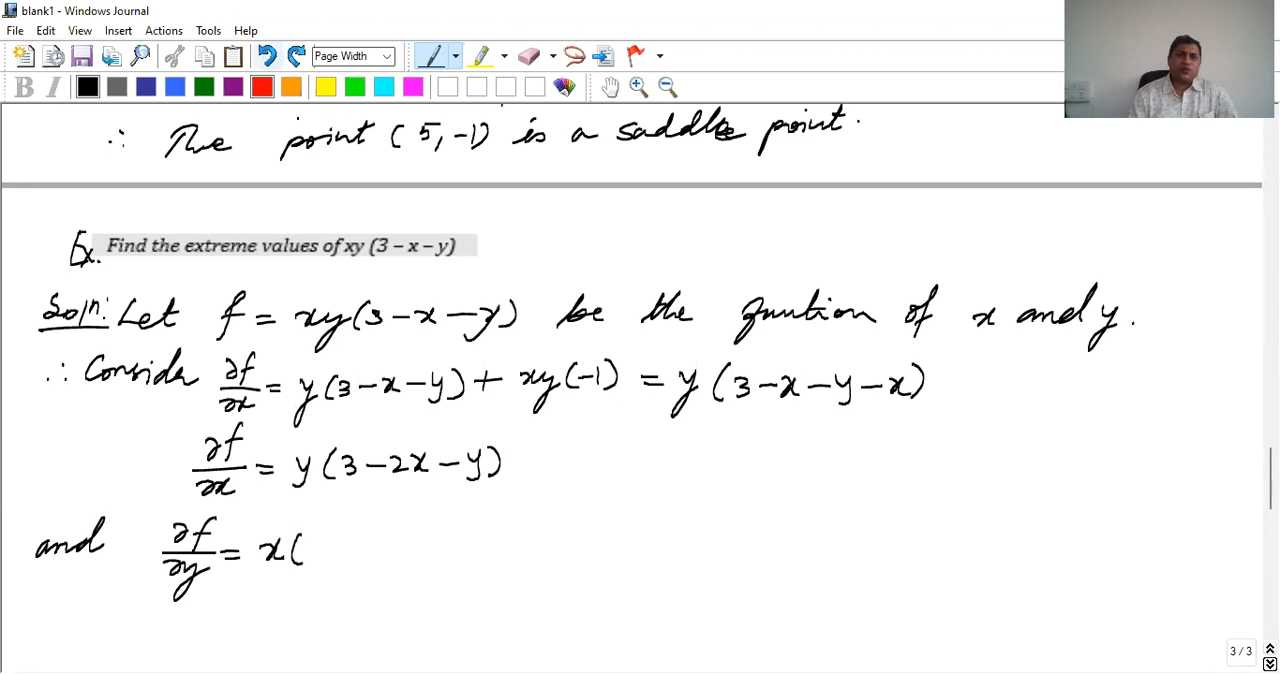 blank1 - Windows Journal
File Edit View Insert Actions Tools Help
Page Width
B I
∴ The point (5,-1) is a saddle point.
Ex. Find the extreme values of xy (3 – x – y)
Soln: Let f = xy(3-x-y) be the funtion of x and y.
∴ Consider ∂f/∂x = y(3-x-y) + xy(-1) = y(3-x-y-x)
∂f/∂x = y(3-2x-y)
and ∂f/∂y = x(
3 / 3